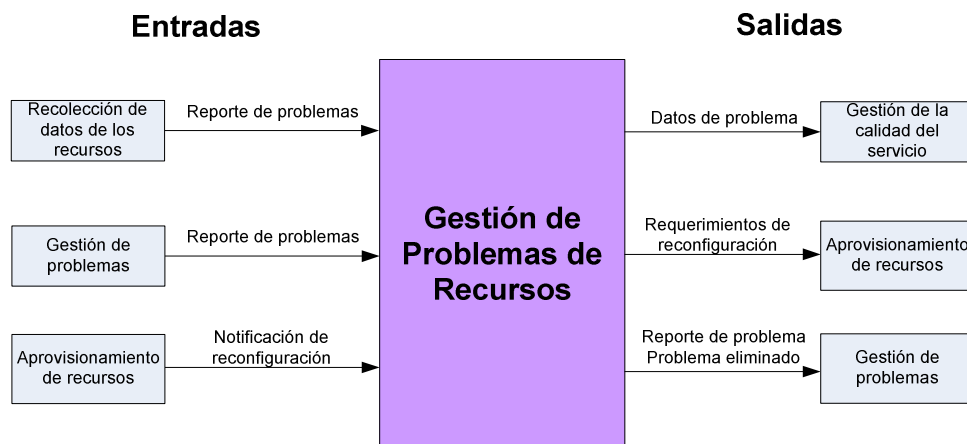 Entradas
Salidas
Recolección de
datos de los
recursos
Reporte de problemas
Datos de problema
Gestión de la
calidad del
servicio
Gestión de
problemas
Reporte de problemas
Gestión de
Problemas de
Recursos
Requerimientos de
reconfiguración
Aprovisionamiento
de recursos
Aprovisionamiento
de recursos
Notificación de
reconfiguración
Reporte de problema
Problema eliminado
Gestión de
problemas